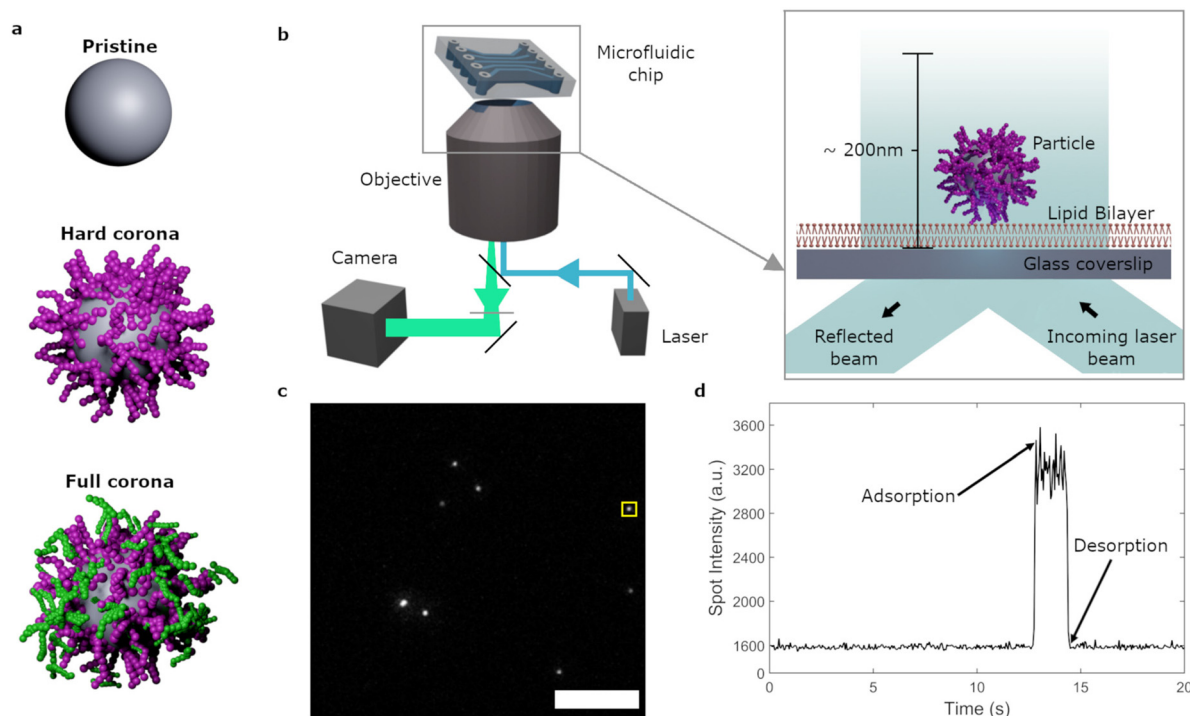 a
Pristine
Hard corona
Full corona
b
Microfluidic
chip
Objective
Camera
Laser
~ 200nm
Particle
Lipid Bilayer
Glass coverslip
Reflected
beam
Incoming laser
beam
c
d
Spot Intensity (a.u.)
3600
3200
2800
2400
2000
1600
0
Adsorption
Desorption
0
5
10
15
20
Time (s)